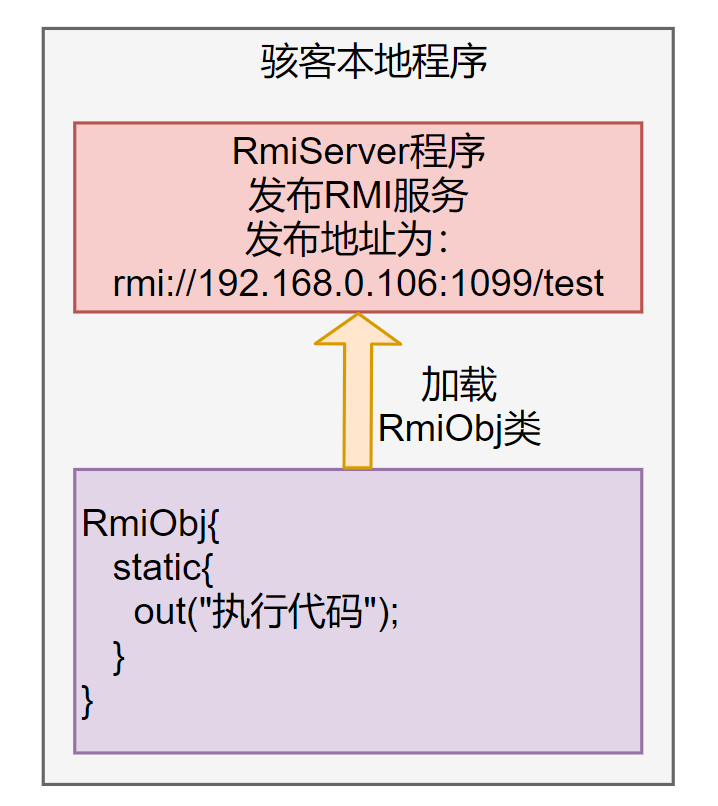 骇客本地程序
RmiServer程序
发布RMI服务
发布地址为：
rmi://192.168.0.106:1099/test
加载
RmiObj类
RmiObj{
static{
out("执行代码");
}
}